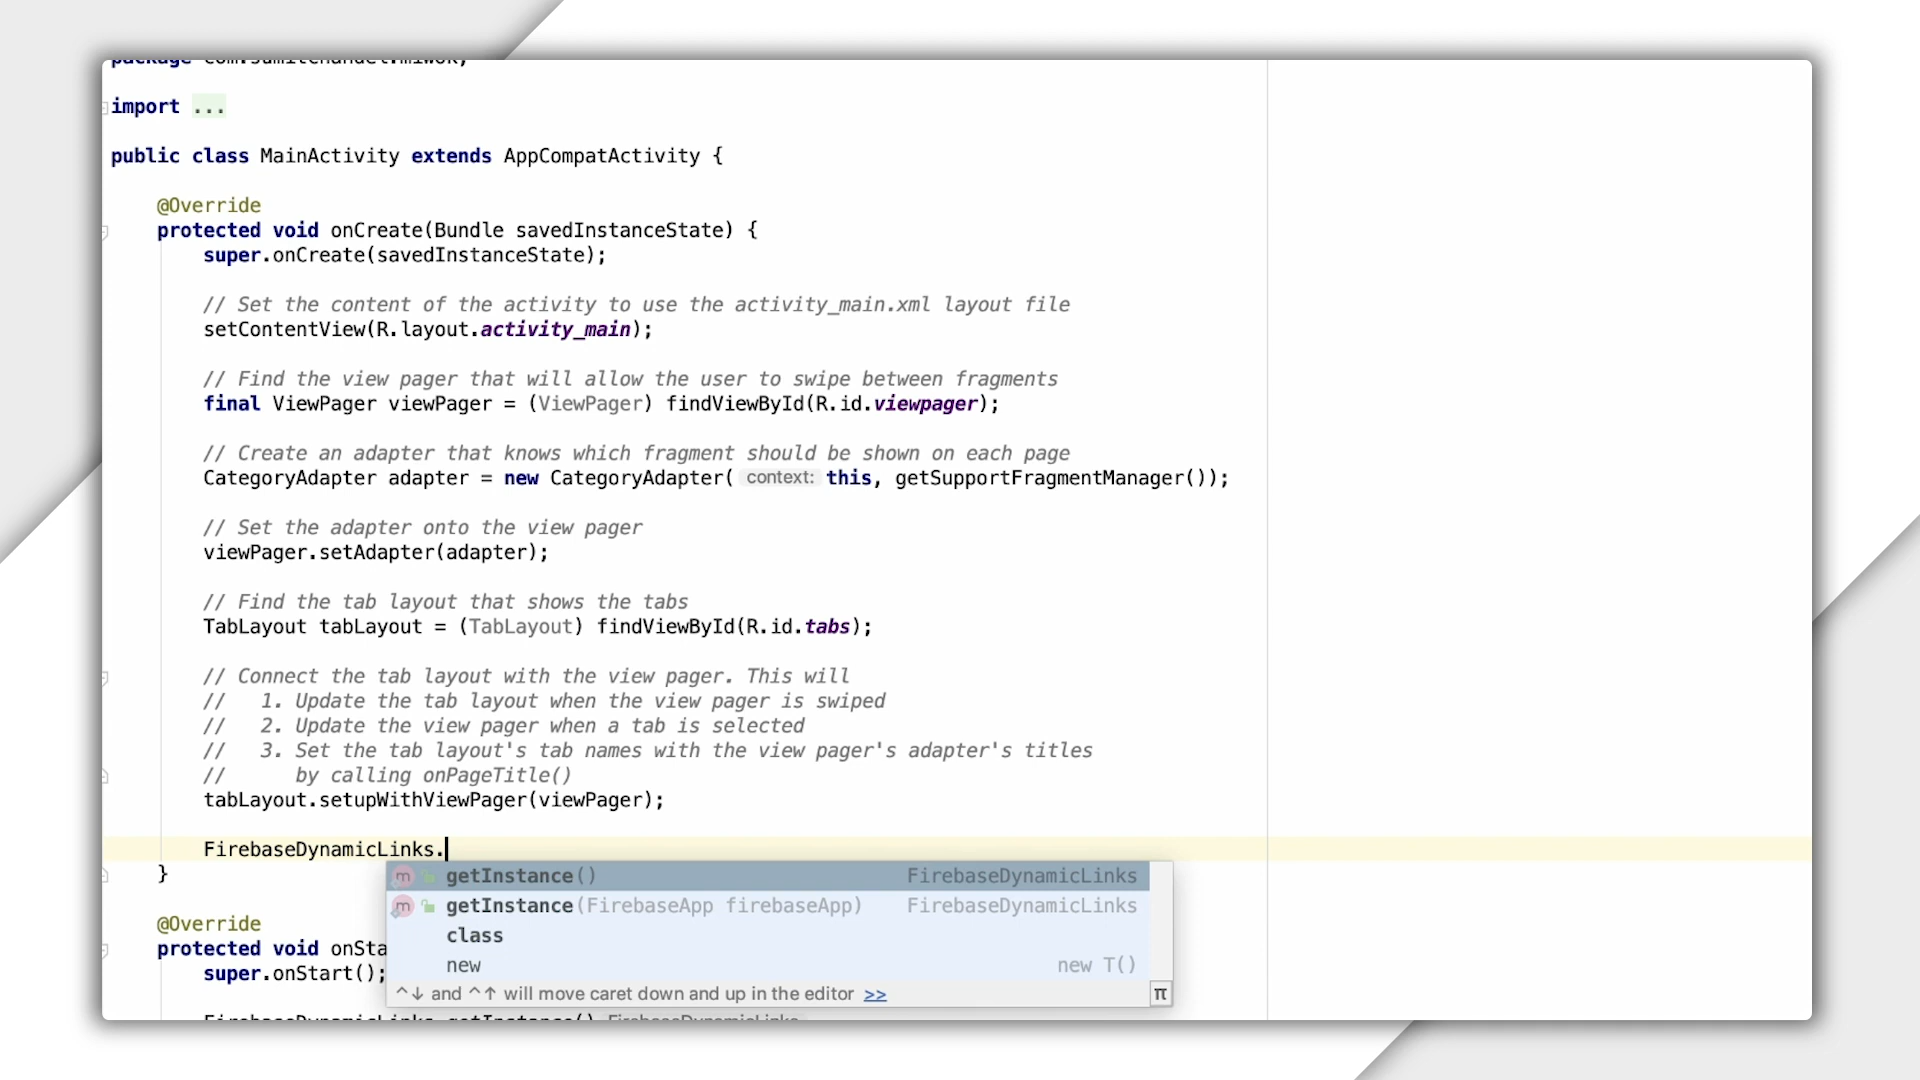 package com.sumitchandel.miwok;
import ...
public class MainActivity extends AppCompatActivity {
@Override
protected void onCreate(Bundle savedInstanceState) {
super.onCreate(savedInstanceState);
// Set the content of the activity to use the activity_main.xml layout file
setContentView(R.layout.activity_main);
// Find the view pager that will allow the user to swipe between fragments
final ViewPager viewPager = (ViewPager) findViewById(R.id.viewpager);
// Create an adapter that knows which fragment should be shown on each page
CategoryAdapter adapter = new CategoryAdapter( context: this, getSupportFragmentManager());
// Set the adapter onto the view pager
viewPager.setAdapter(adapter);
// Find the tab layout that shows the tabs
TabLayout tabLayout = (TabLayout) findViewById(R.id.tabs);
// Connect the tab layout with the view pager. This will
//   1. Update the tab layout when the view pager is swiped
//   2. Update the view pager when a tab is selected
//   3. Set the tab layout's tab names with the view pager's adapter's titles
//      by calling onPageTitle()
tabLayout.setupWithViewPager(viewPager);
FirebaseDynamicLinks.
}
m getInstance() FirebaseDynamicLinks
m getInstance(FirebaseApp firebaseApp) FirebaseDynamicLinks
class
new new T()
^↓ and ^↑ will move caret down and up in the editor >> π
@Override
protected void onSta
super.onStart();
FirebaseDynamicLinks.getInstance() FirebaseDynamicLinks